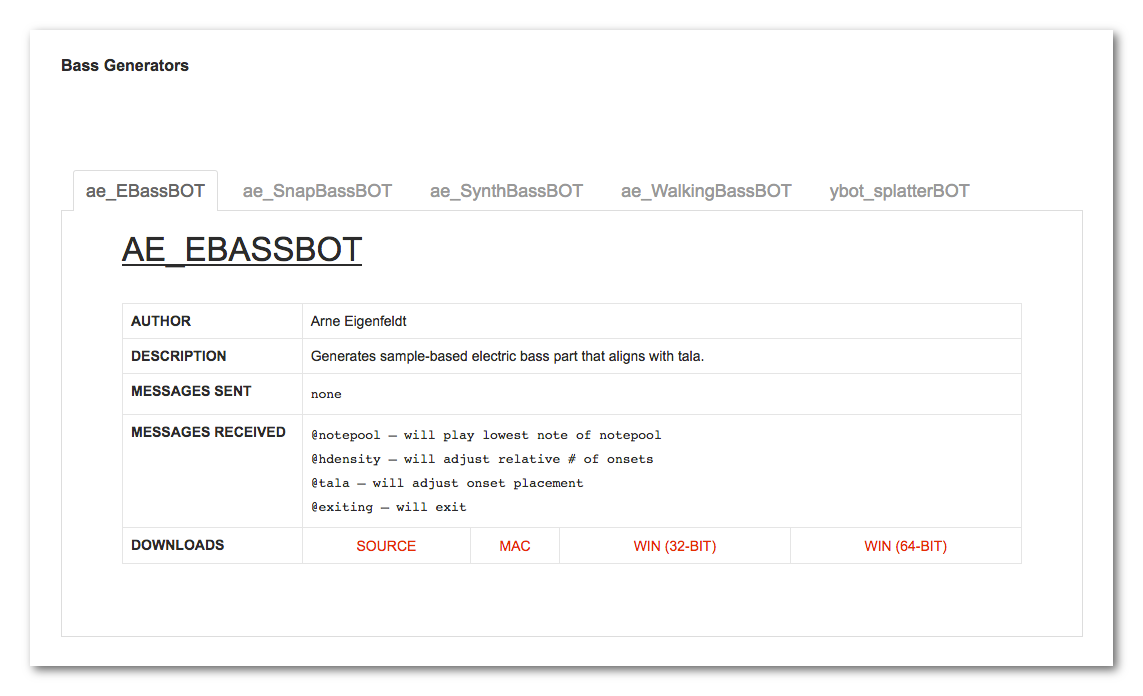 Bass Generators
ae_EBassBOT ae_SnapBassBOT ae_SynthBassBOT ae_WalkingBassBOT ybot_splatterBOT
AE_EBASSBOT
AUTHOR Arne Eigenfeldt
DESCRIPTION Generates sample-based electric bass part that aligns with tala.
MESSAGES SENT none
MESSAGES RECEIVED @notepool – will play lowest note of notepool
@hdensity – will adjust relative # of onsets
@tala – will adjust onset placement
@exiting – will exit
DOWNLOADS SOURCE MAC WIN (32-BIT) WIN (64-BIT)